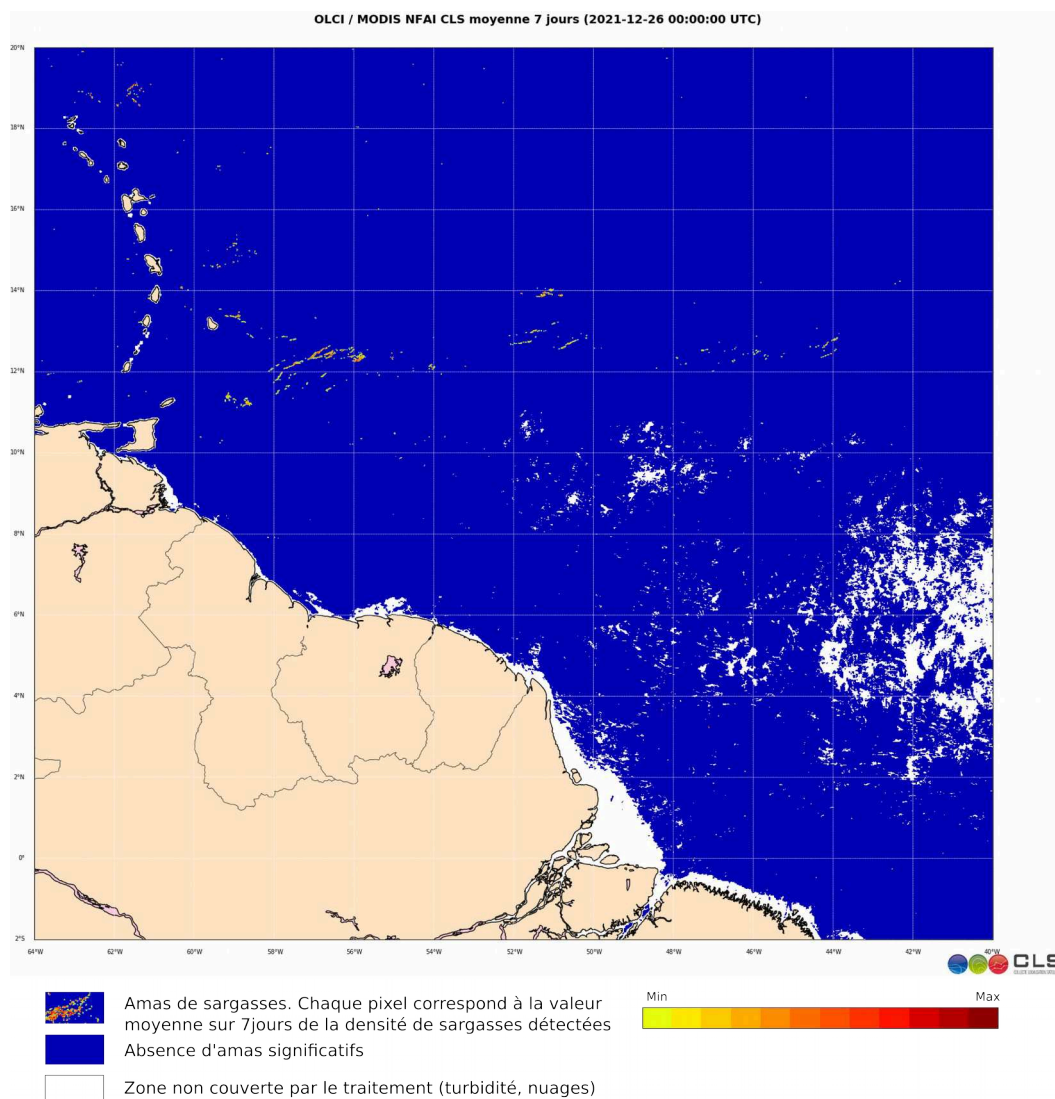 OLCI / MODIS NFAI CLS moyenne 7 jours (2021-12-26 00:00:00 UTC)
20°N
18°N
16°N
14°N
12°N
10°N
8°N
6°N
4°N
2°N
0°
2°S
64°W 62°W 60°W 58°W 56°W 54°W 52°W 50°W 48°W 46°W 44°W 42°W 40°W
CLS
Amas de sargasses. Chaque pixel correspond à la valeur
moyenne sur 7jours de la densité de sargasses détectées
Min Max
Absence d'amas significatifs
Zone non couverte par le traitement (turbidité, nuages)